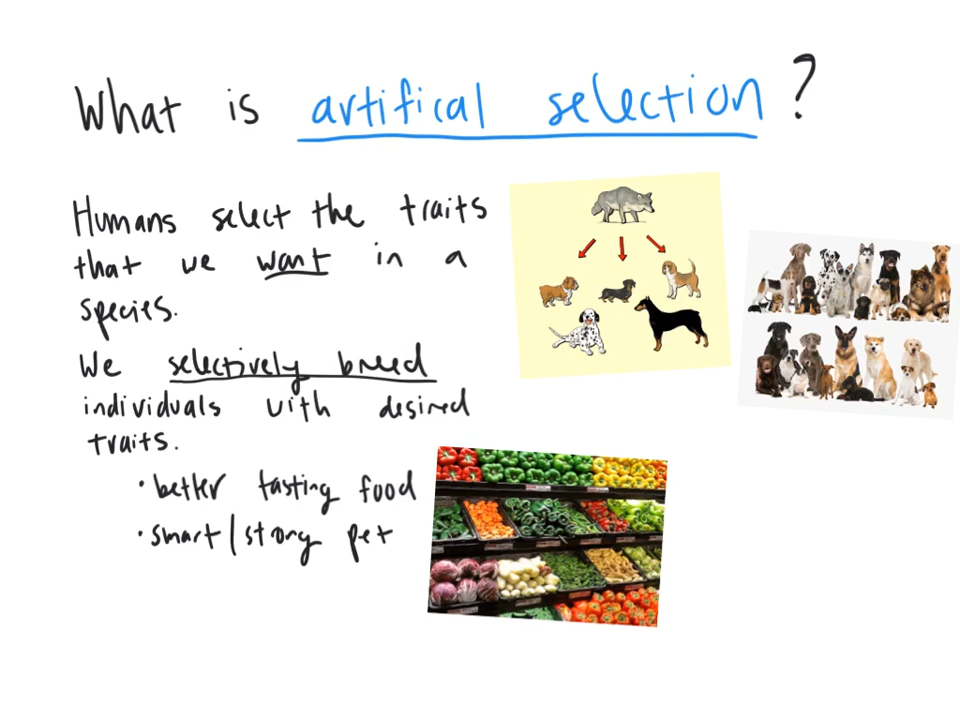 What is artifical selection?
Humans select the traits
that we want in a
species.
We selectively breed
individuals with desired
traits.
• better tasting food
• smart/strong pet